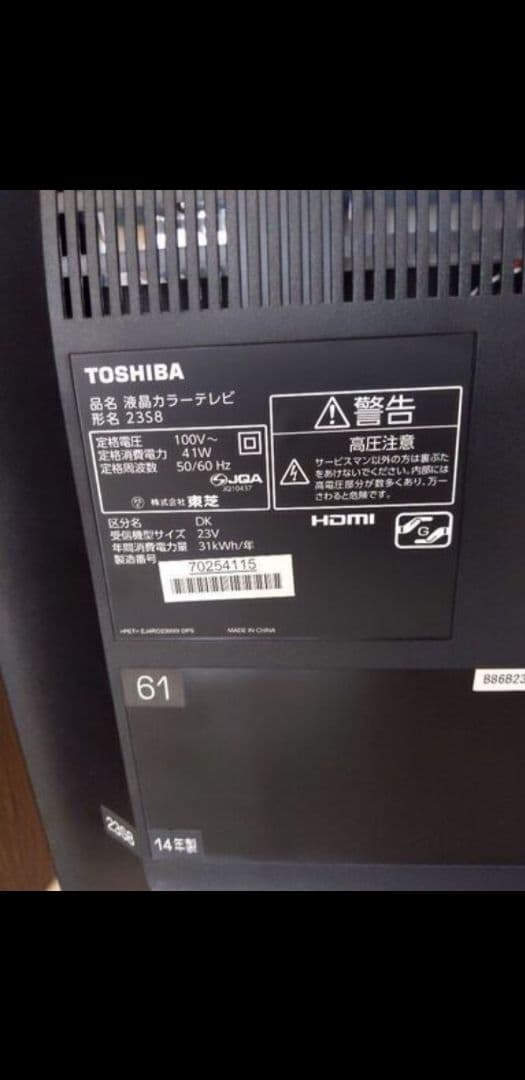 TOSHIBA
品名 液晶カラーテレビ
形名 23S8
定格電圧 100V～
定格消費電力 41W
定格周波数 50/60 Hz
JQA
JQ10437
株式会社 東芝
警告
高圧注意
サービスマン以外の方は裏ぶた
をあけないでください。内部には
高電圧部分が数多くあり、万一
さわると危険です。
区分名 DK
受信機型サイズ 23V
年間消費電力量 31kWh/年
製造番号
70254115
HDMI
G
MADE IN CHINA
61
B86B23
23S8
14年製